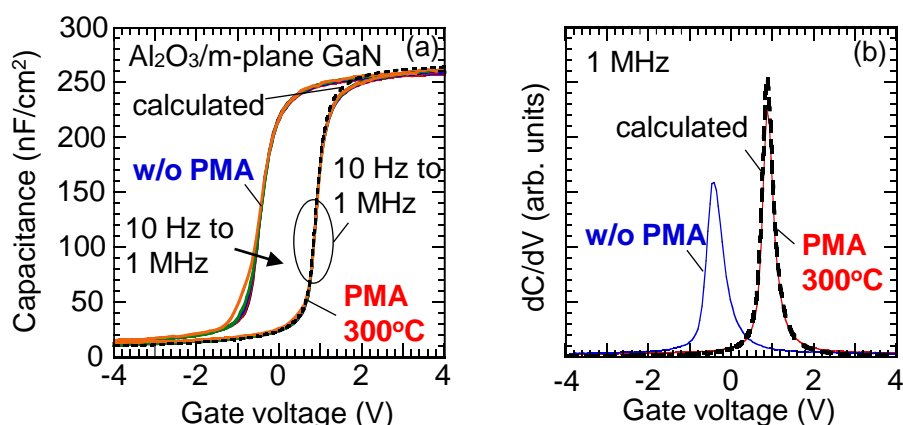 (a)
Al₂O₃/m-plane GaN
calculated
w/o PMA
10 Hz to
1 MHz
10 Hz to
1 MHz
PMA
300°C
Capacitance (nF/cm²)
300
250
200
150
100
50
0
-4
-2
0
2
4
Gate voltage (V)
(b)
1 MHz
calculated
w/o PMA
PMA
300°C
dC/dV (arb. units)
-4
-2
0
2
4
Gate voltage (V)